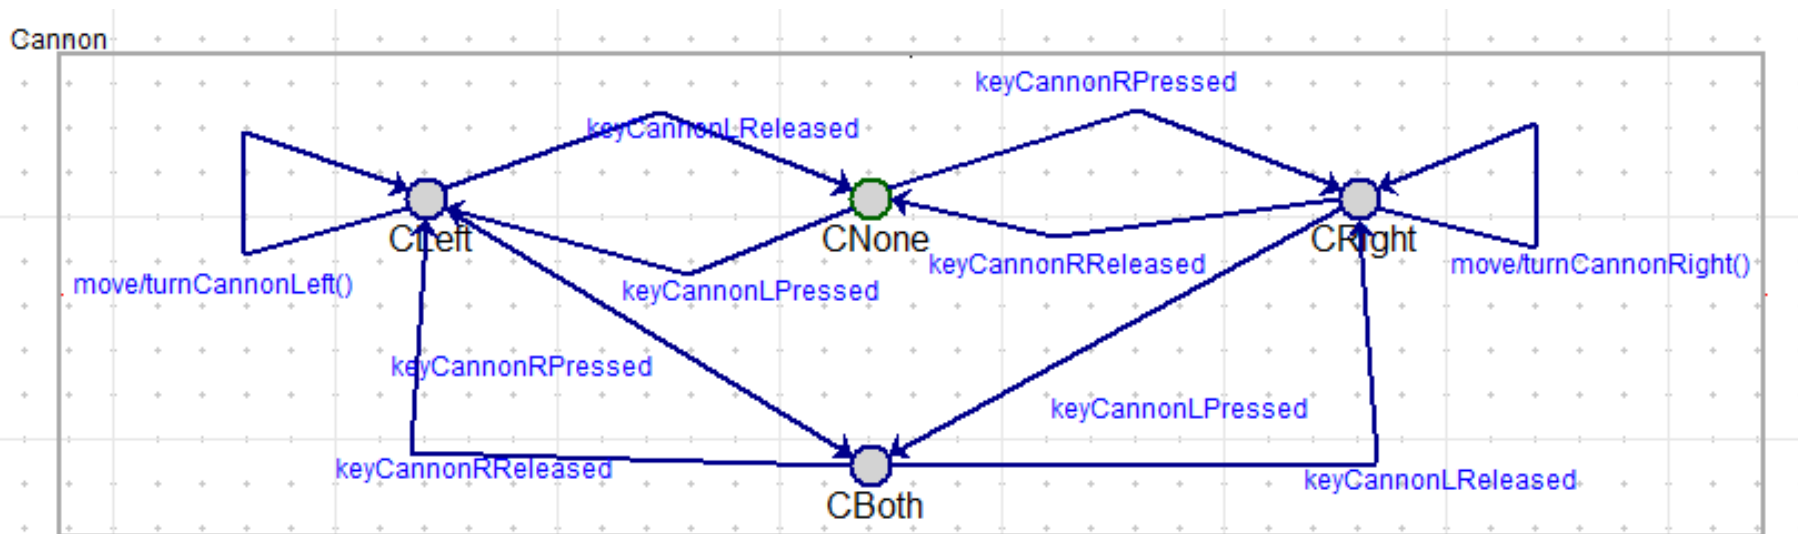 Cannon
keyCannonRPressed
keyCannonLReleased
CLeft
CNone
CRight
move/turnCannonLeft()
keyCannonLPressed
keyCannonRReleased
move/turnCannonRight()
keyCannonRPressed
keyCannonLPressed
keyCannonRReleased
keyCannonLReleased
CBoth